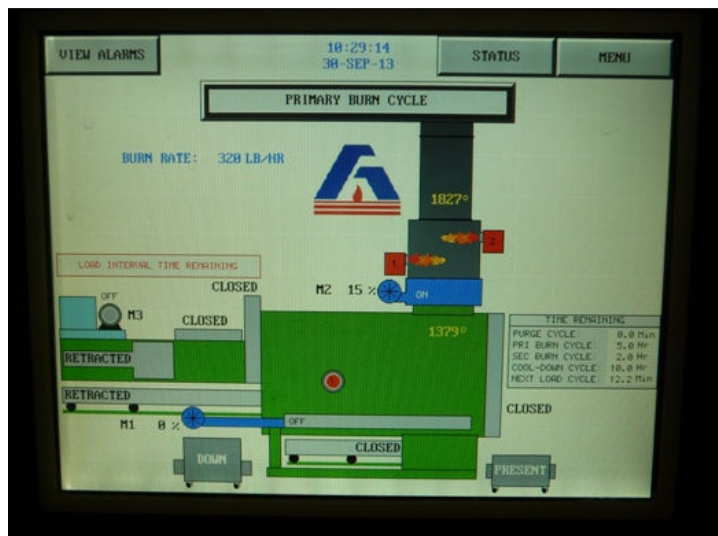 VIEW ALARMS
10:29:14
30-SEP-13
STATUS
MENU
PRIMARY BURN CYCLE
BURN RATE: 320 LB/HR
1827°
2
1
LOAD INTERVAL TIME REMAINING
CLOSED
M2 15 %
ON
OFF
M3
CLOSED
1379°
TIME REMAINING
PURGE CYCLE: 0.0 Min
PRI BURN CYCLE: 5.0 Hr
SEC BURN CYCLE: 2.0 Hr
COOL-DOWN CYCLE: 10.0 Hr
NEXT LOAD CYCLE: 12.2 Min
RETRACTED
RETRACTED
CLOSED
M1 0 %
OFF
CLOSED
DOWN
PRESENT